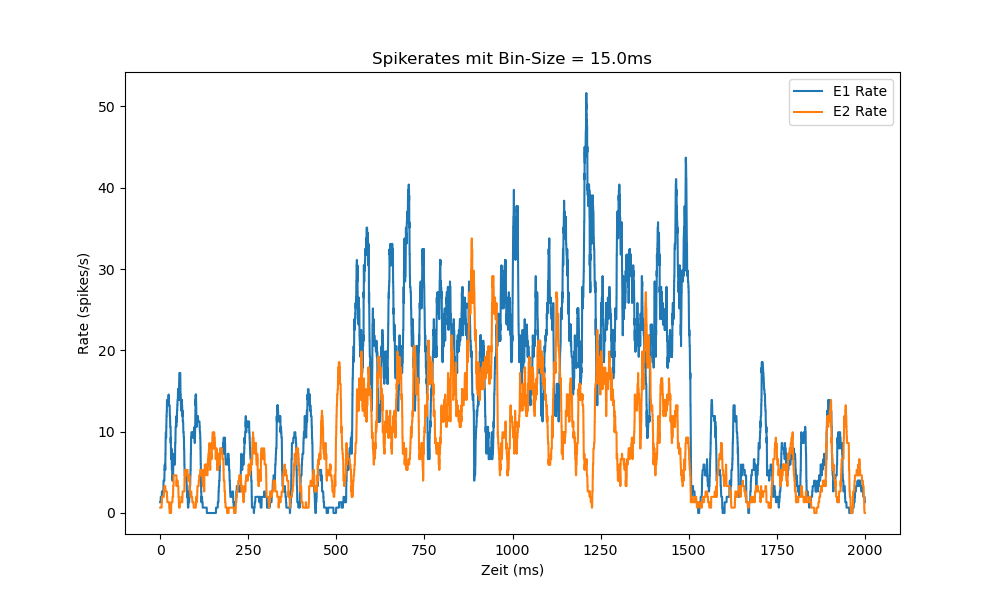 Spikerates mit Bin-Size = 15.0ms
E1 Rate
E2 Rate
50
40
30
20
10
0
Rate (spikes/s)
0 250 500 750 1000 1250 1500 1750 2000
Zeit (ms)